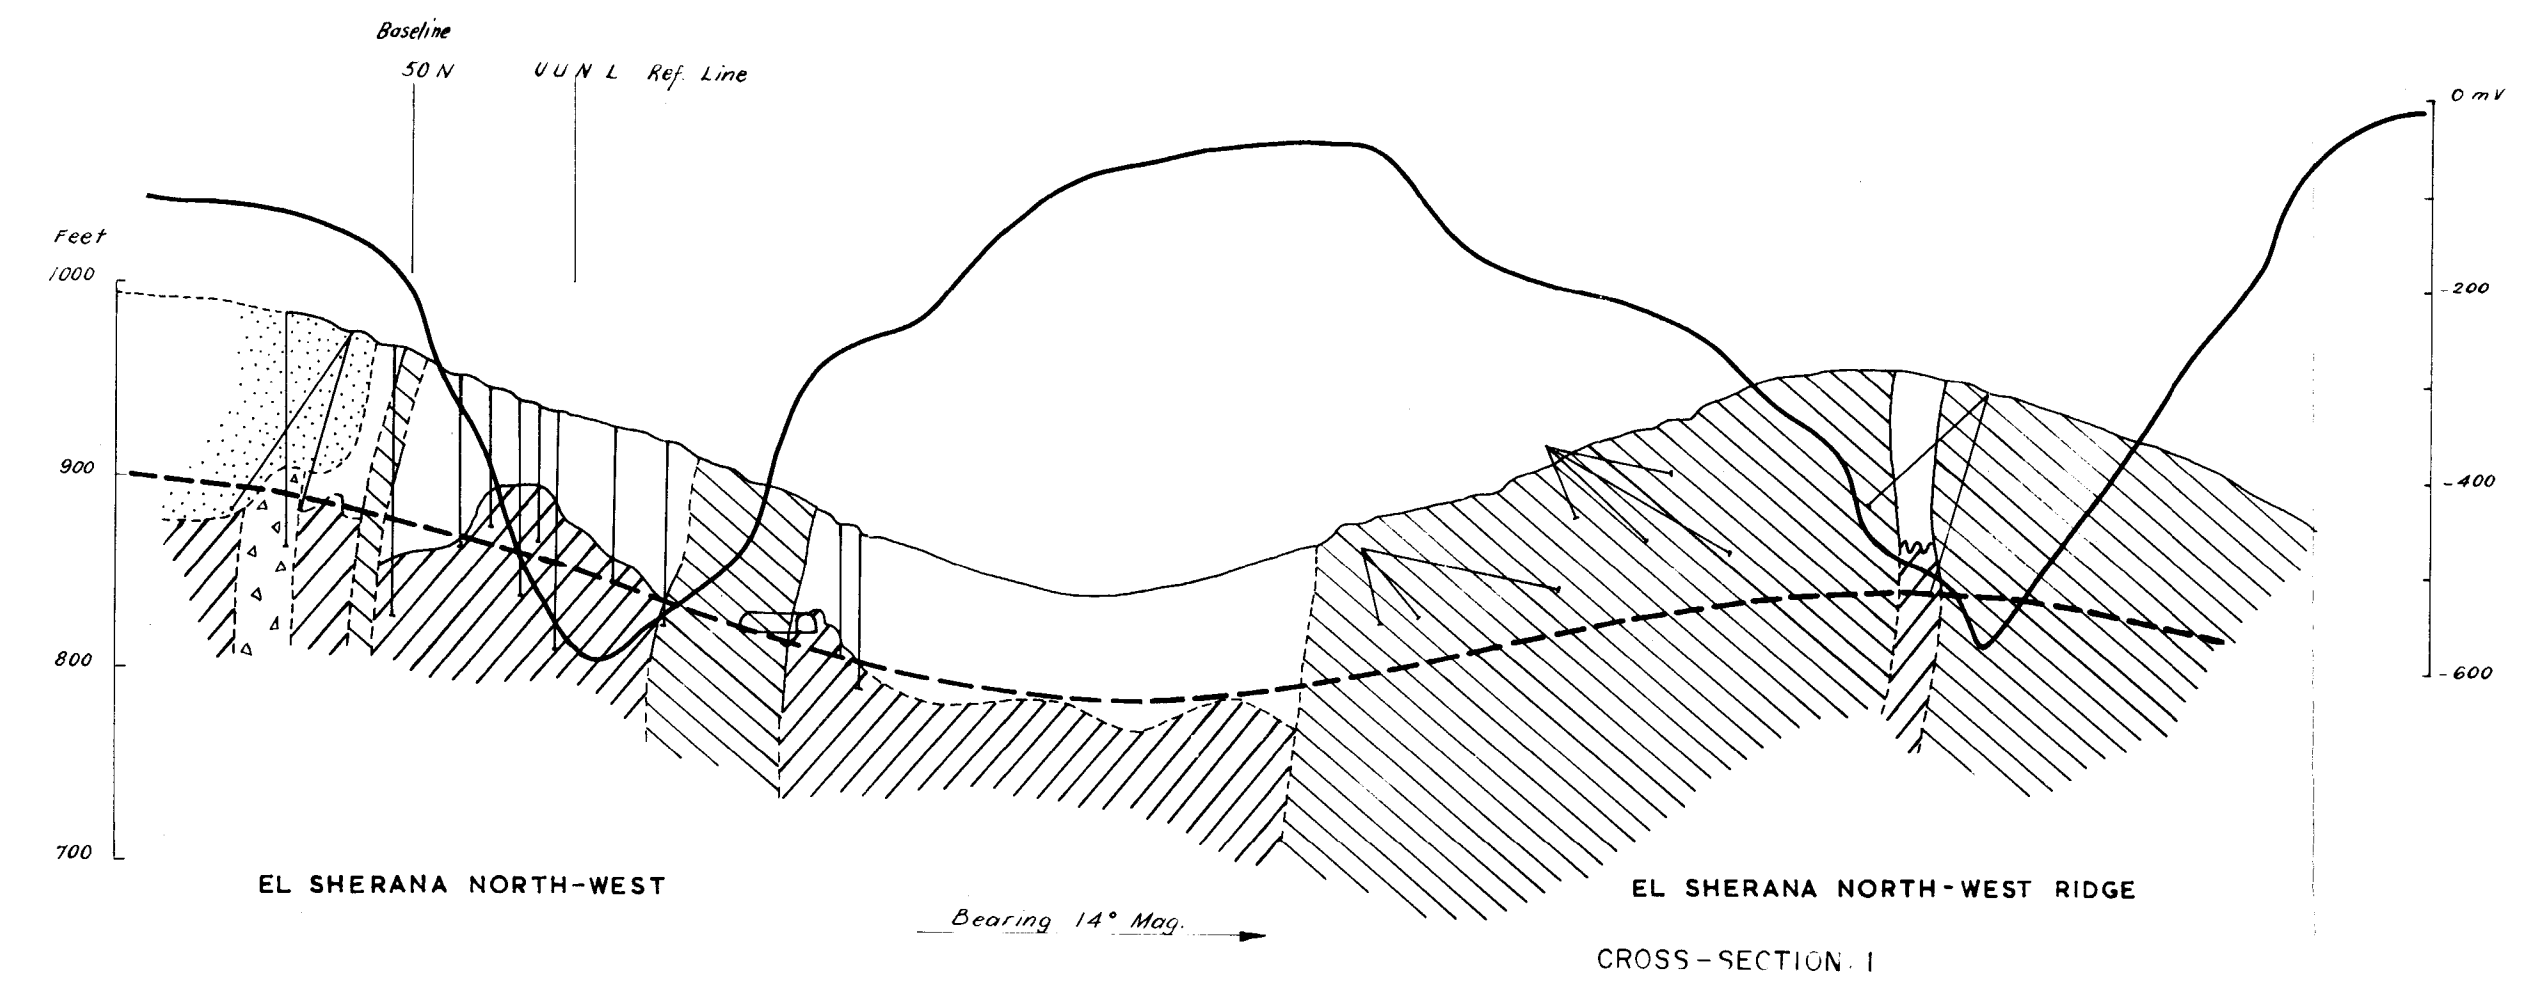 Baseline
50 N
U U N L Ref. Line
0 mV
Feet
1000
-200
900
-400
800
-600
700
EL SHERANA NORTH-WEST
EL SHERANA NORTH-WEST RIDGE
Bearing 14° Mag.
CROSS-SECTION. 1